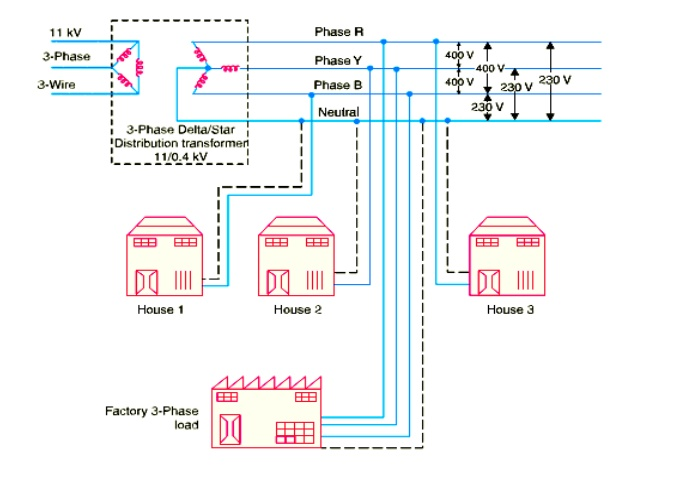 11 kV
3-Phase
3-Wire
3-Phase Delta/Star
Distribution transformer
11/0.4 kV
Phase R
Phase Y
Phase B
Neutral
400 V
400 V
400 V
230 V
230 V
230 V
House 1
House 2
House 3
Factory 3-Phase
load